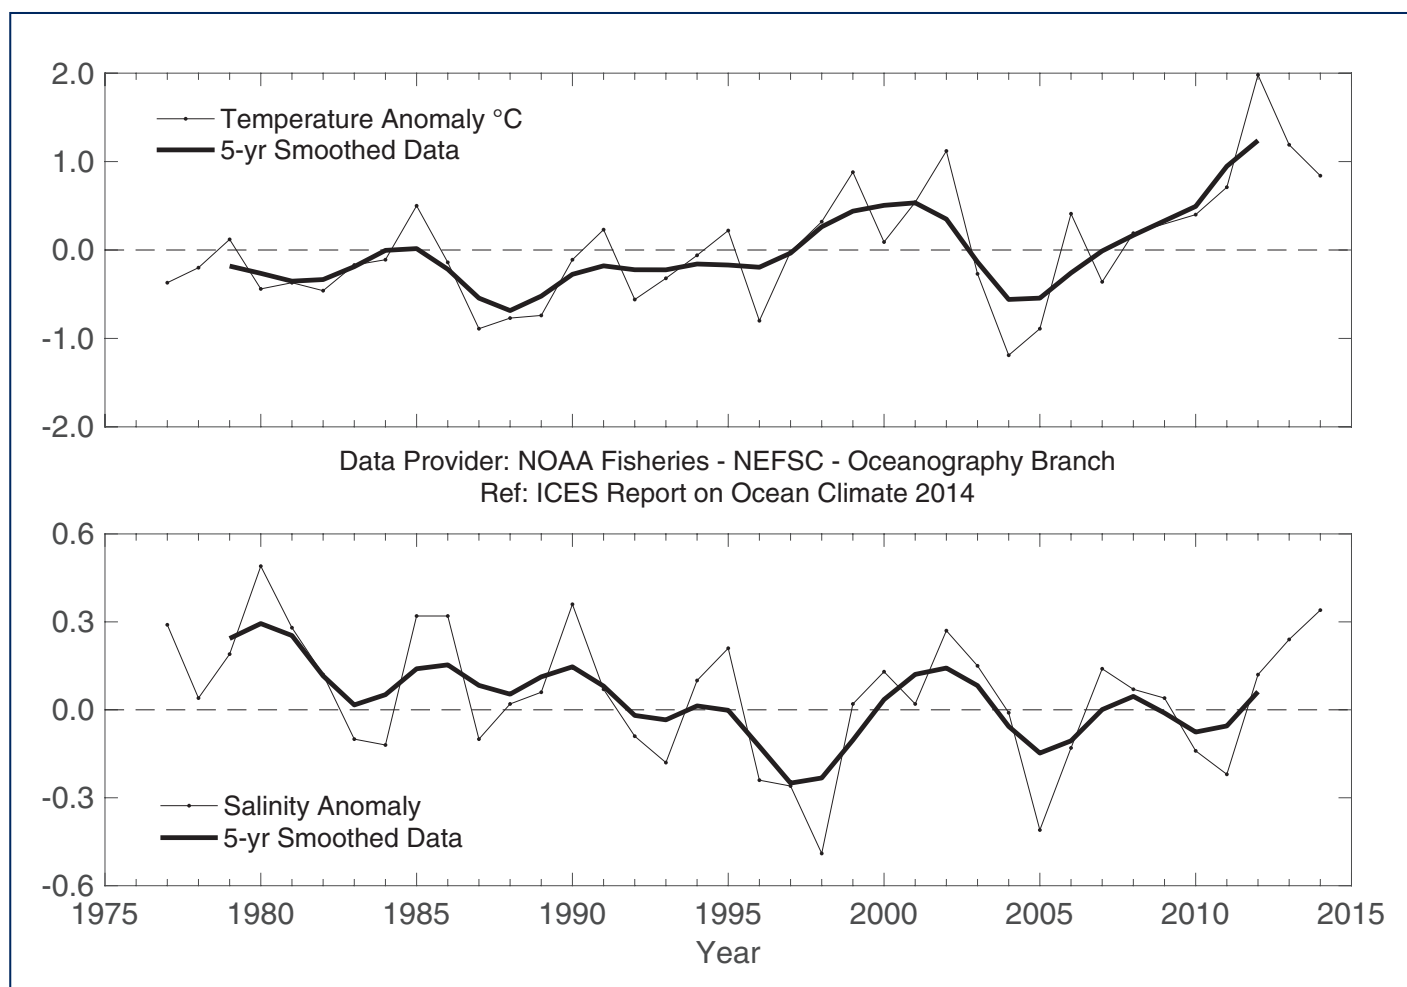 2.0
Temperature Anomaly °C
5-yr Smoothed Data
1.0
0.0
-1.0
-2.0
Data Provider: NOAA Fisheries - NEFSC - Oceanography Branch
Ref: ICES Report on Ocean Climate 2014
0.6
0.3
0.0
-0.3
Salinity Anomaly
5-yr Smoothed Data
-0.6
1975 1980 1985 1990 1995 2000 2005 2010 2015
Year